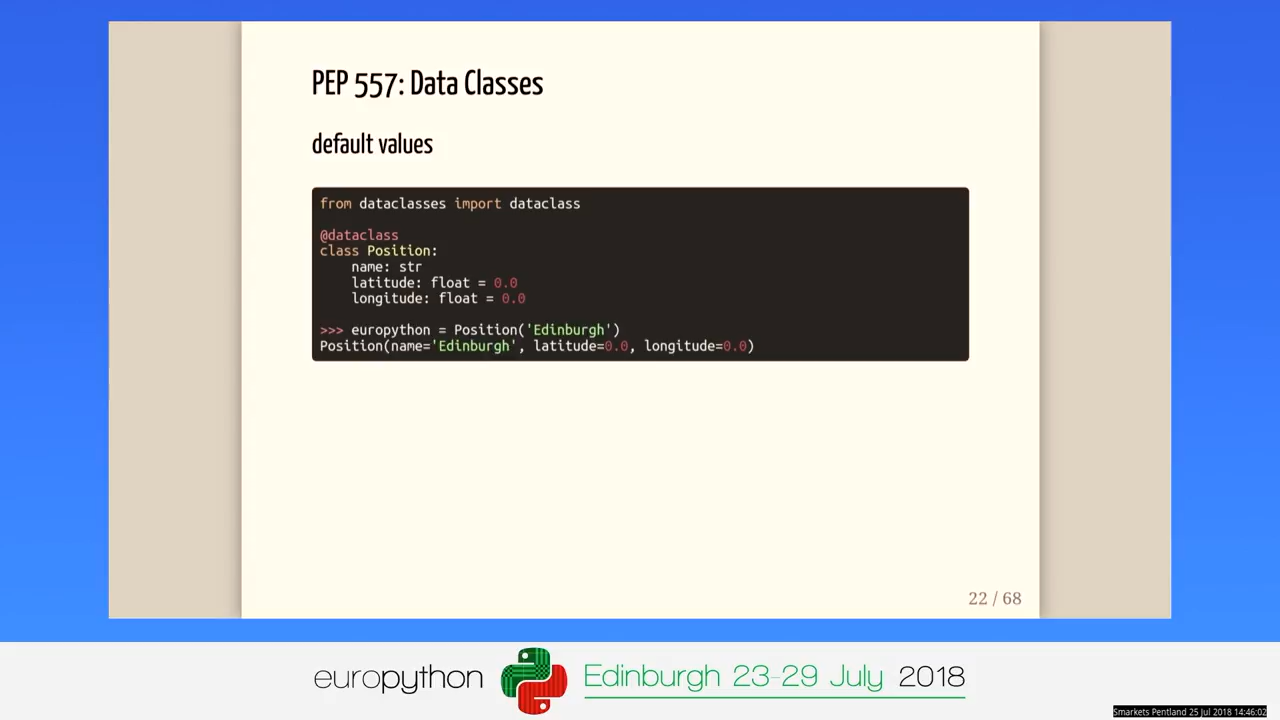 PEP 557: Data Classes
default values
from dataclasses import dataclass
@dataclass
class Position:
    name: str
    latitude: float = 0.0
    longitude: float = 0.0
>>> europython = Position('Edinburgh')
Position(name='Edinburgh', latitude=0.0, longitude=0.0)
22 / 68
europython Edinburgh 23-29 July 2018
Smarkets Pentland 25 Jul 2018 14:46:02